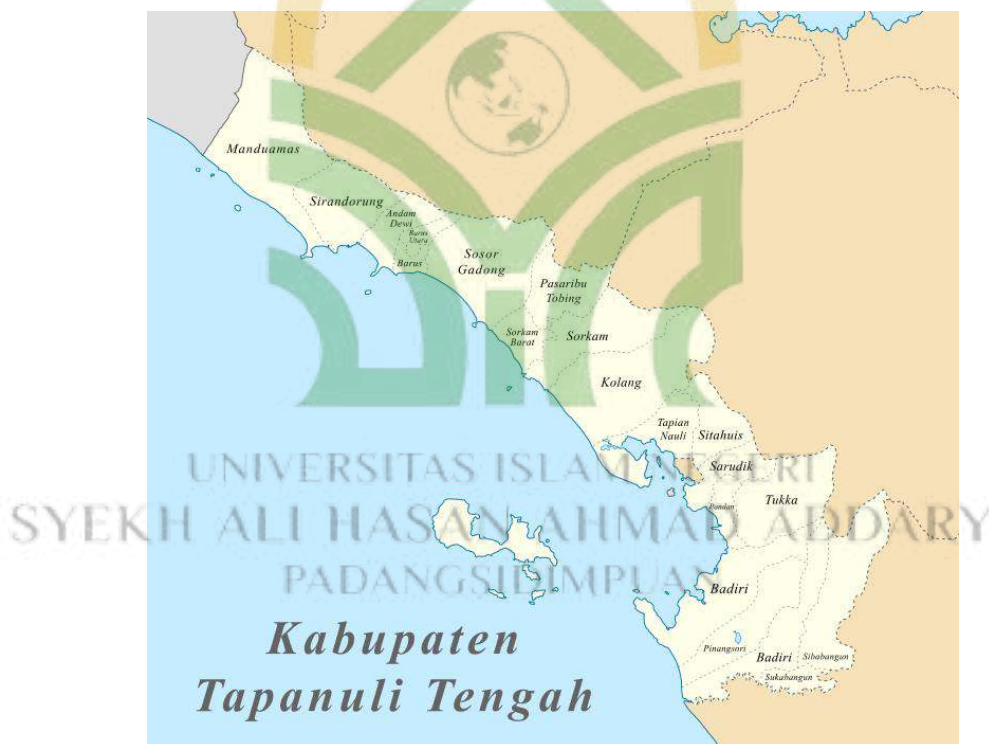 Manduamas
Sirandorung
Andam
Dewi
Barus
Utara
Barus
Sosor
Gadong
Pasaribu
Tobing
Sorkam
Barat
Sorkam
Kolang
Tapian
Nauli
Sitahuis
Sarudik
Pandan
Tukka
Badiri
Pinangsori
Badiri
Sibabangun
Sukabangun
UNIVERSITAS ISLAM NEGERI
SYEKH ALI HASAN AHMAD ADDARY
PADANGSIDIMPUAN
Kabupaten
Tapanuli Tengah